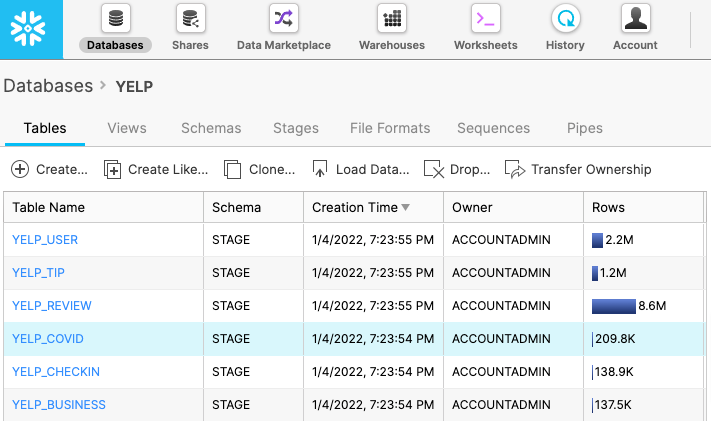 Databases Shares Data Marketplace Warehouses Worksheets History Account
Databases > YELP
Tables Views Schemas Stages File Formats Sequences Pipes
Create... Create Like... Clone... Load Data... Drop... Transfer Ownership
Table Name Schema Creation Time Owner Rows
YELP_USER STAGE 1/4/2022, 7:23:55 PM ACCOUNTADMIN 2.2M
YELP_TIP STAGE 1/4/2022, 7:23:55 PM ACCOUNTADMIN 1.2M
YELP_REVIEW STAGE 1/4/2022, 7:23:55 PM ACCOUNTADMIN 8.6M
YELP_COVID STAGE 1/4/2022, 7:23:54 PM ACCOUNTADMIN 209.8K
YELP_CHECKIN STAGE 1/4/2022, 7:23:54 PM ACCOUNTADMIN 138.9K
YELP_BUSINESS STAGE 1/4/2022, 7:23:54 PM ACCOUNTADMIN 137.5K